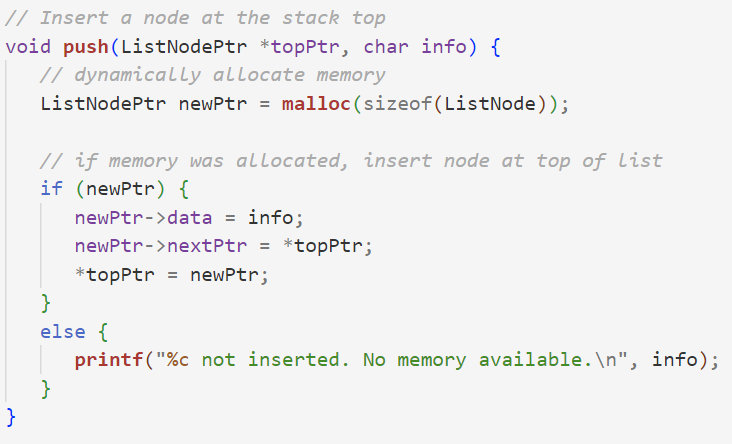 // Insert a node at the stack top
void push(ListNodePtr *topPtr, char info) {
// dynamically allocate memory
ListNodePtr newPtr = malloc(sizeof(ListNode));
// if memory was allocated, insert node at top of list
if (newPtr) {
newPtr->data = info;
newPtr->nextPtr = *topPtr;
*topPtr = newPtr;
}
else {
printf("%c not inserted. No memory available.\n", info);
}
}